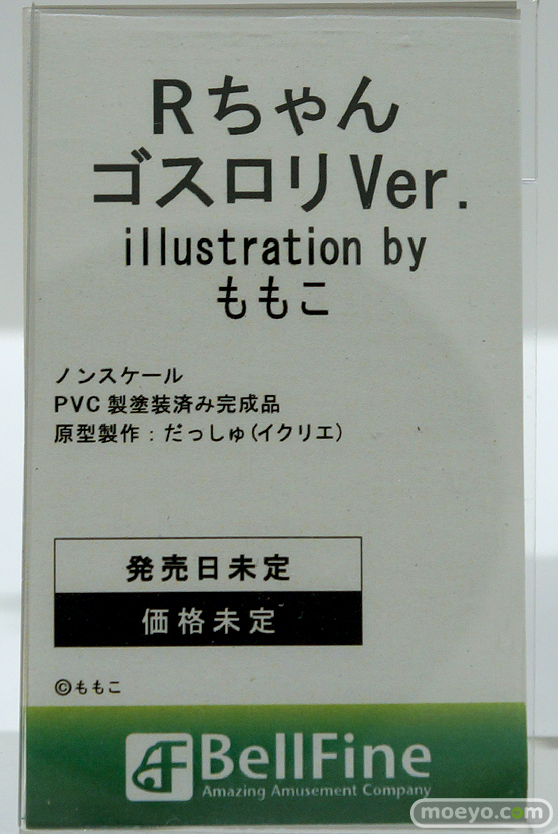 Rちゃん
ゴスロリVer.
illustration by
ももこ
ノンスケール
PVC製塗装済み完成品
原型製作：だっしゅ(イクリエ)
発売日未定
価格未定
©ももこ
BellFine
Amazing Amusement Company
moeyo.com